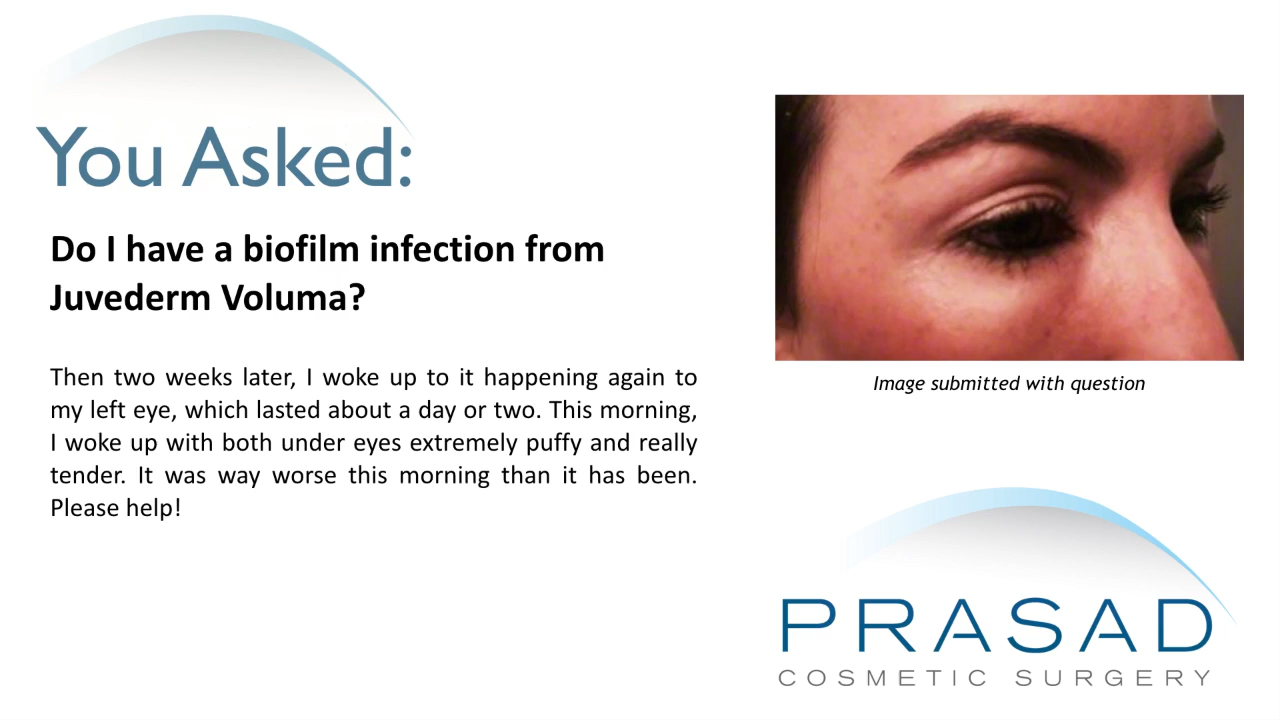 You Asked:
Do I have a biofilm infection from
Juvederm Voluma?
Then two weeks later, I woke up to it happening again to
my left eye, which lasted about a day or two. This morning,
I woke up with both under eyes extremely puffy and really
tender. It was way worse this morning than it has been.
Please help!
Image submitted with question
PRASAD
COSMETIC SURGERY